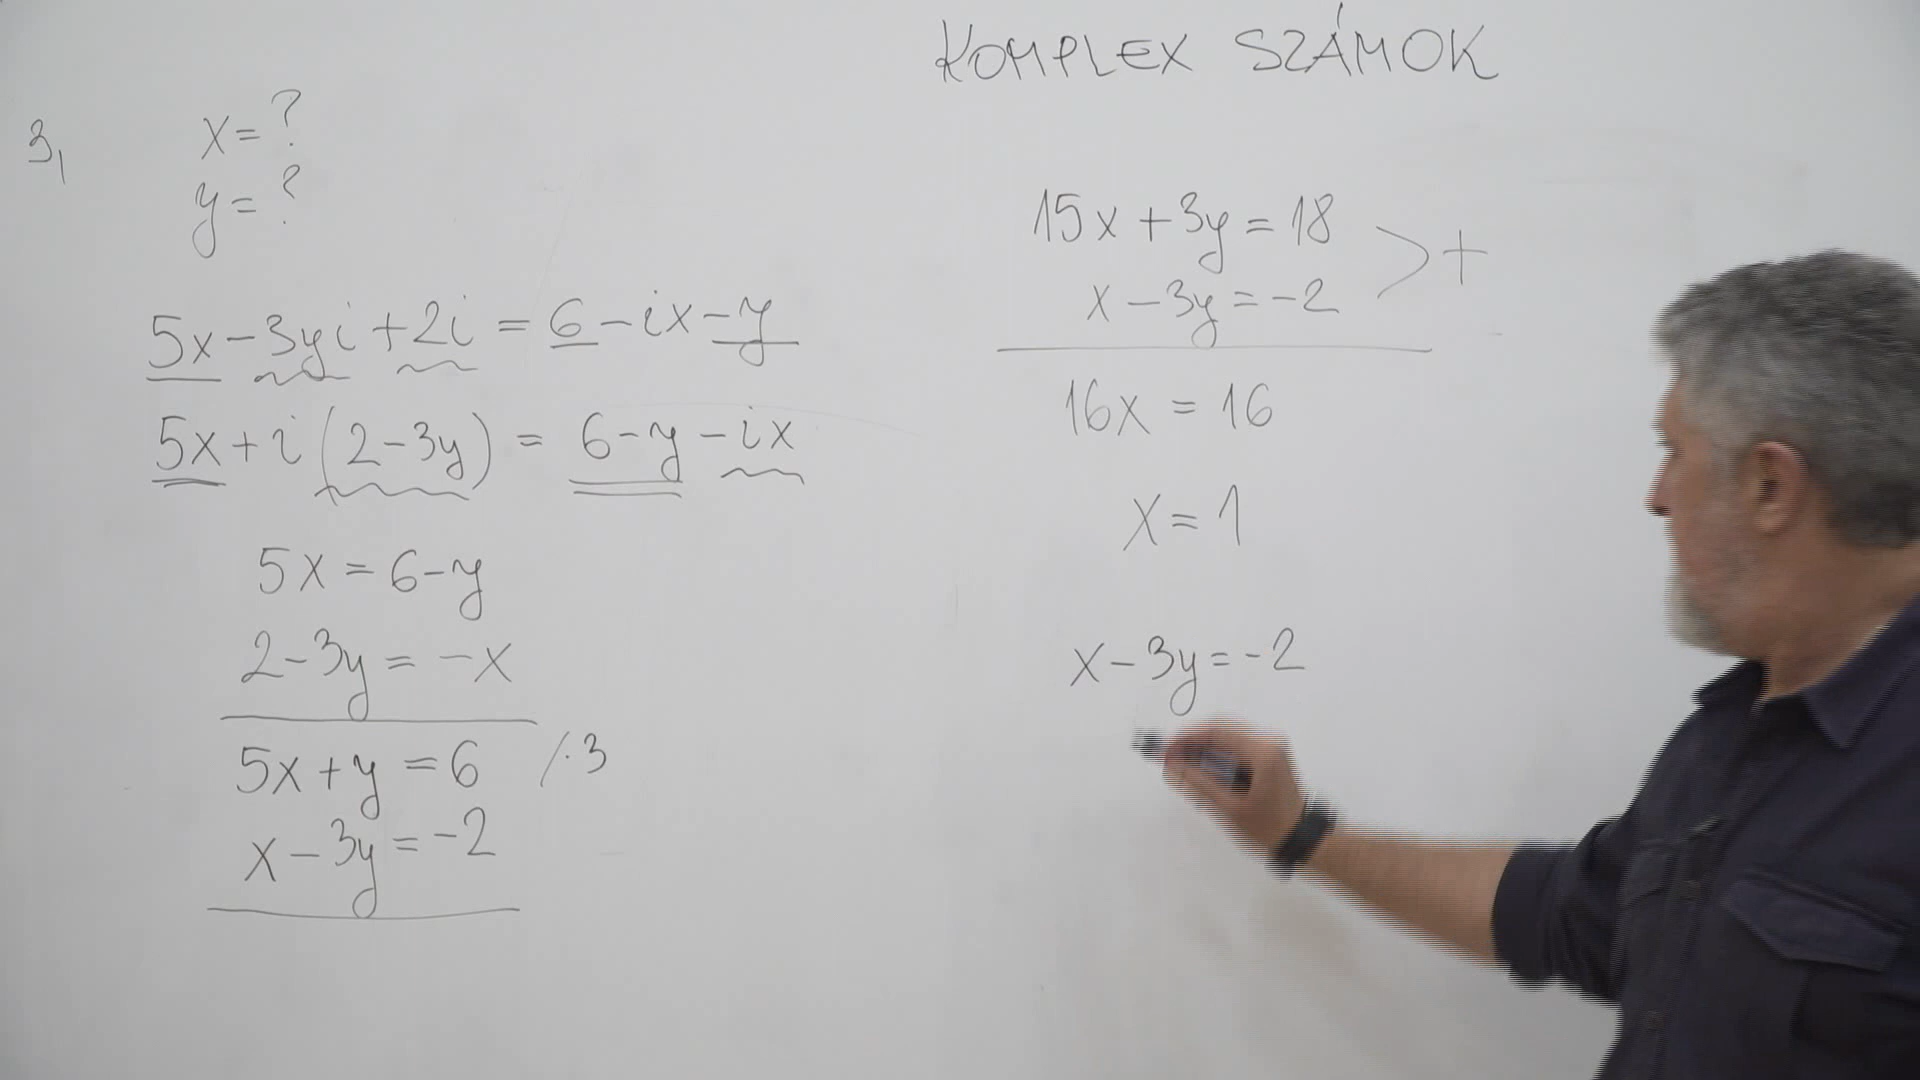 KOMPLEX SZÁMOK
3,
x = ?
y = ?
5x - 3yi + 2i = 6 - ix - y
5x + i (2 - 3y) = 6 - y - ix
5x = 6 - y
2 - 3y = - x
5x + y = 6 /·3
x - 3y = -2
15x + 3y = 18
x - 3y = -2
> +
16x = 16
x = 1
x - 3y = -2